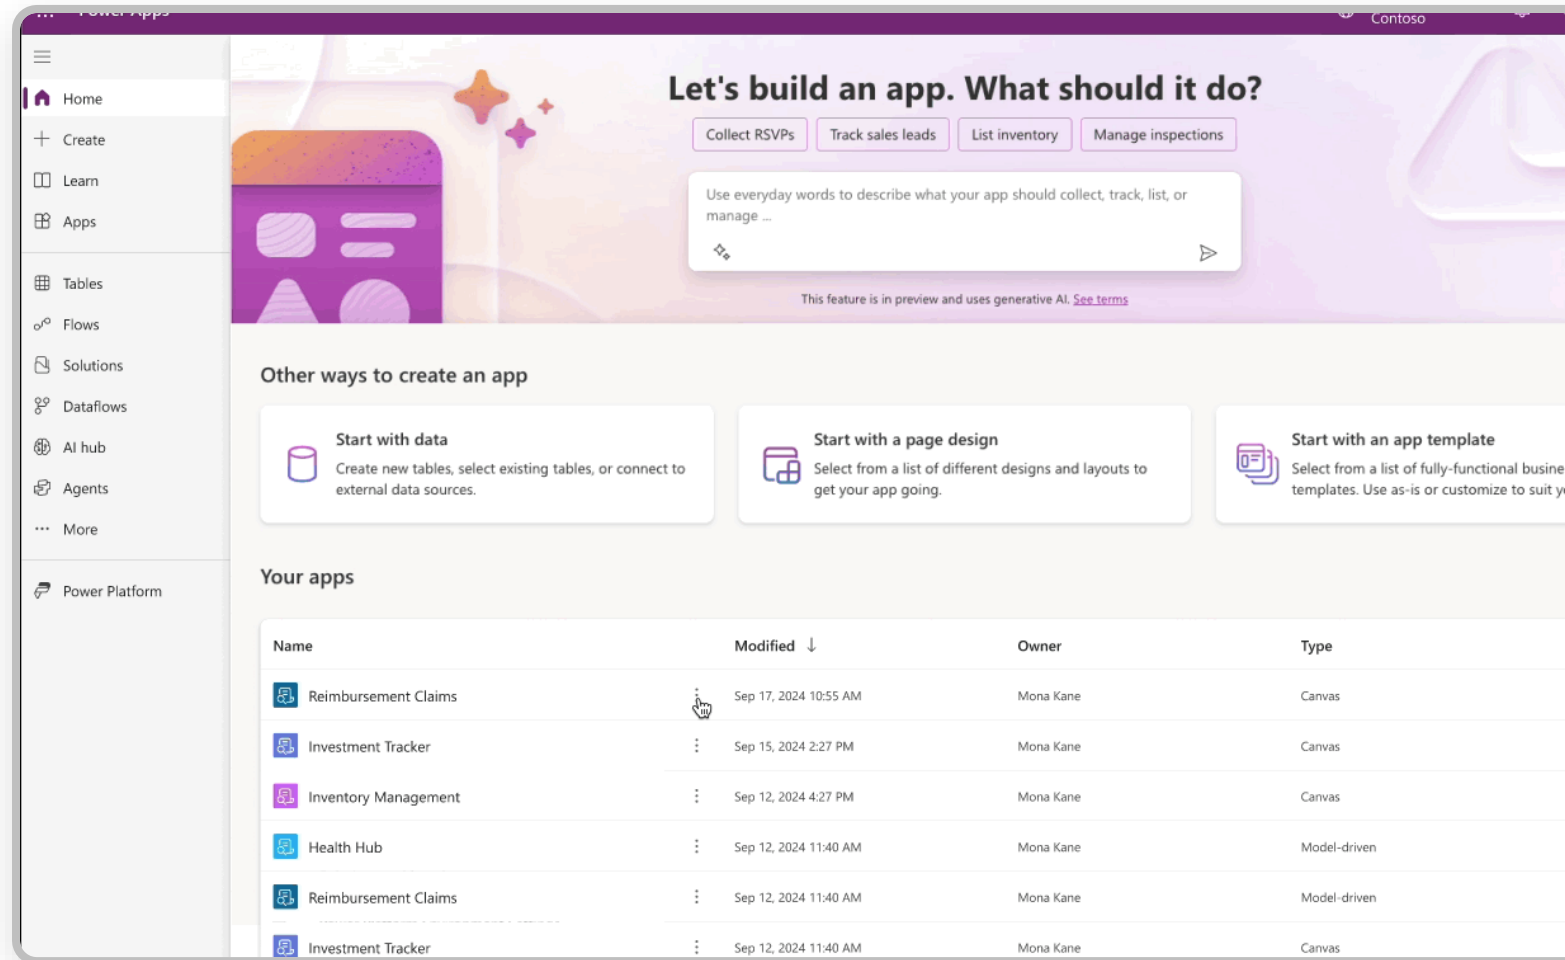 Power Apps
Contoso
Home
Create
Learn
Apps
Tables
Flows
Solutions
Dataflows
AI hub
Agents
More
Power Platform
Let's build an app. What should it do?
Collect RSVPs
Track sales leads
List inventory
Manage inspections
Use everyday words to describe what your app should collect, track, list, or
manage ...
This feature is in preview and uses generative AI. See terms
Other ways to create an app
Start with data
Create new tables, select existing tables, or connect to
external data sources.
Start with a page design
Select from a list of different designs and layouts to
get your app going.
Start with an app template
Select from a list of fully-functional busine
templates. Use as-is or customize to suit y
Your apps
Name Modified Owner Type
Reimbursement Claims Sep 17, 2024 10:55 AM Mona Kane Canvas
Investment Tracker Sep 15, 2024 2:27 PM Mona Kane Canvas
Inventory Management Sep 12, 2024 4:27 PM Mona Kane Canvas
Health Hub Sep 12, 2024 11:40 AM Mona Kane Model-driven
Reimbursement Claims Sep 12, 2024 11:40 AM Mona Kane Model-driven
Investment Tracker Sep 12, 2024 11:40 AM Mona Kane Canvas